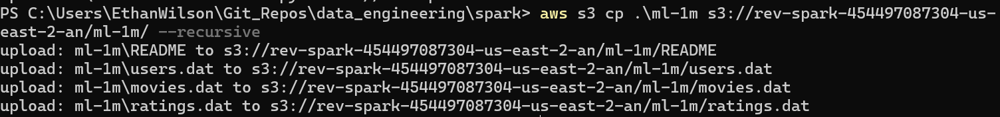 PS C:\Users\EthanWilson\Git_Repos\data_engineering\spark> aws s3 cp .\ml-1m s3://rev-spark-454497087304-us-
east-2-an/ml-1m/ --recursive
upload: ml-1m\README to s3://rev-spark-454497087304-us-east-2-an/ml-1m/README
upload: ml-1m\users.dat to s3://rev-spark-454497087304-us-east-2-an/ml-1m/users.dat
upload: ml-1m\movies.dat to s3://rev-spark-454497087304-us-east-2-an/ml-1m/movies.dat
upload: ml-1m\ratings.dat to s3://rev-spark-454497087304-us-east-2-an/ml-1m/ratings.dat